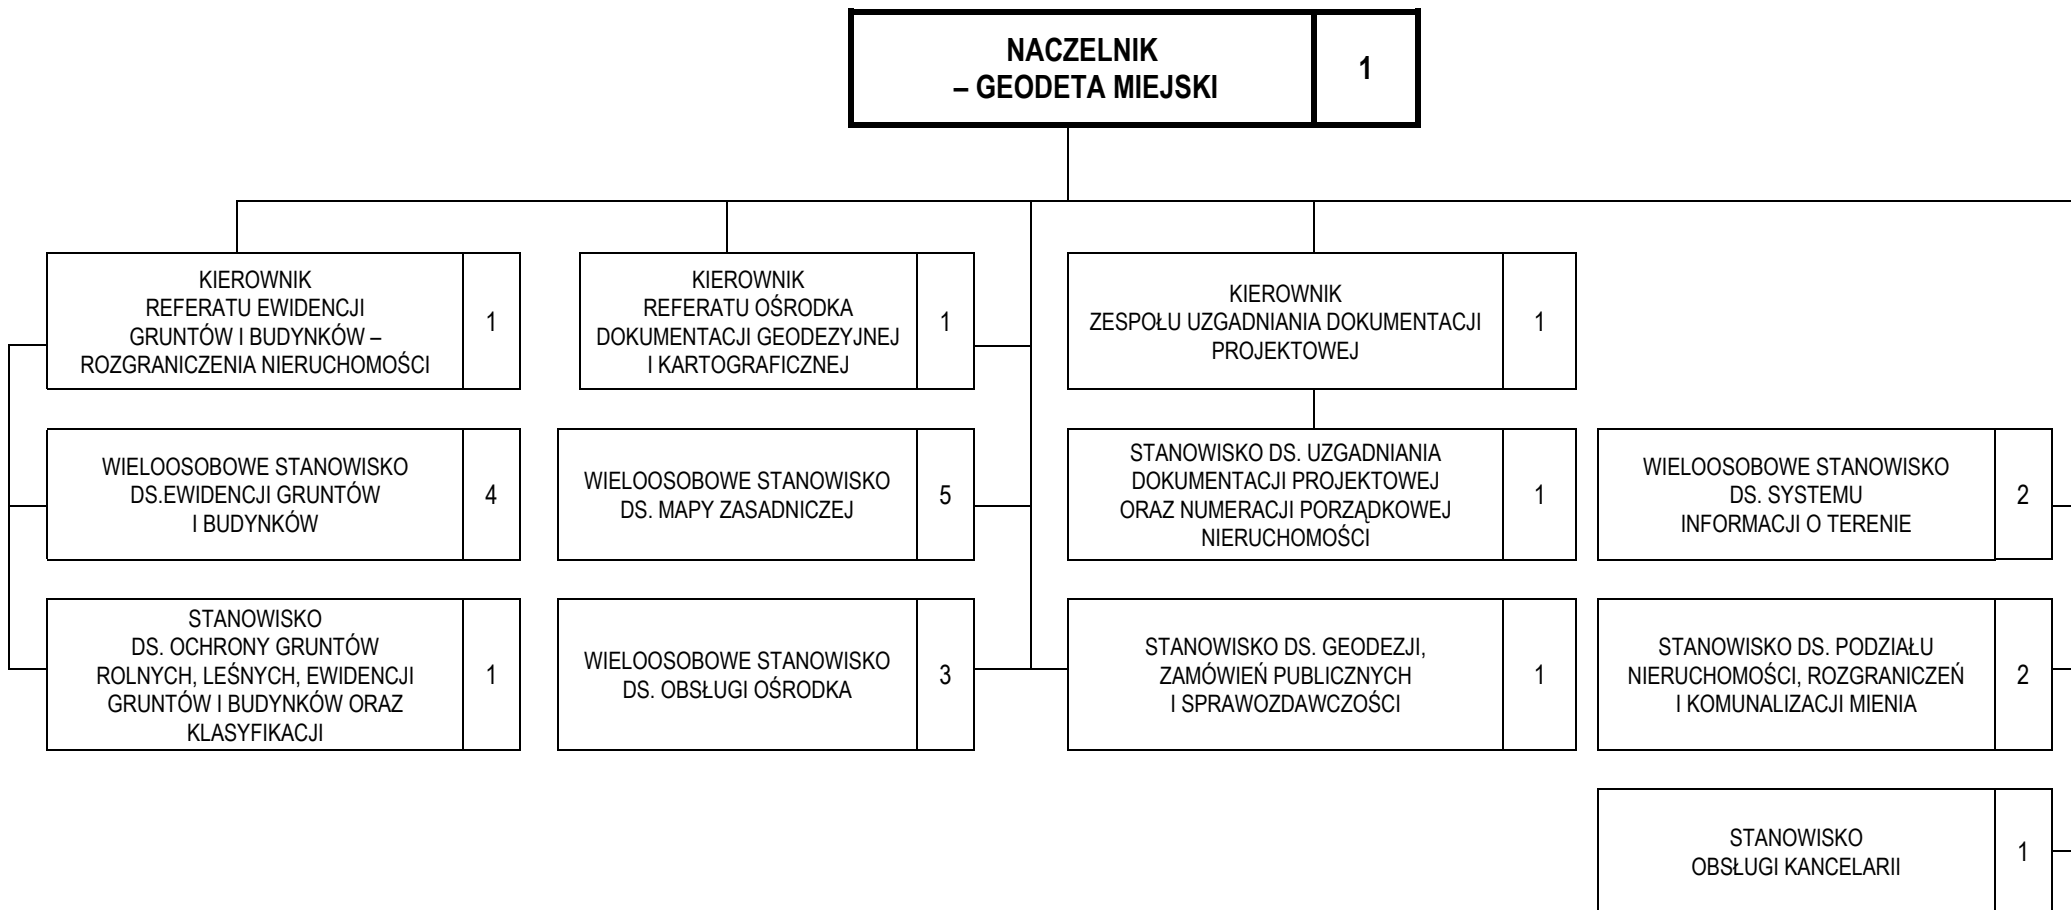 NACZELNIK
– GEODETA MIEJSKI
1
KIEROWNIK
REFERATU EWIDENCJI
GRUNTÓW I BUDYNKÓW –
ROZGRANICZENIA NIERUCHOMOŚCI
1
KIEROWNIK
REFERATU OŚRODKA
DOKUMENTACJI GEODEZYJNEJ
I KARTOGRAFICZNEJ
1
KIEROWNIK
ZESPOŁU UZGADNIANIA DOKUMENTACJI
PROJEKTOWEJ
1
WIELOOSOBOWE STANOWISKO
DS.EWIDENCJI GRUNTÓW
I BUDYNKÓW
4
WIELOOSOBOWE STANOWISKO
DS. MAPY ZASADNICZEJ
5
STANOWISKO DS. UZGADNIANIA
DOKUMENTACJI PROJEKTOWEJ
ORAZ NUMERACJI PORZĄDKOWEJ
NIERUCHOMOŚCI
1
WIELOOSOBOWE STANOWISKO
DS. SYSTEMU
INFORMACJI O TERENIE
2
STANOWISKO
DS. OCHRONY GRUNTÓW
ROLNYCH, LEŚNYCH, EWIDENCJI
GRUNTÓW I BUDYNKÓW ORAZ
KLASYFIKACJI
1
WIELOOSOBOWE STANOWISKO
DS. OBSŁUGI OŚRODKA
3
STANOWISKO DS. GEODEZJI,
ZAMÓWIEŃ PUBLICZNYCH
I SPRAWOZDAWCZOŚCI
1
STANOWISKO DS. PODZIAŁU
NIERUCHOMOŚCI, ROZGRANICZEŃ
I KOMUNALIZACJI MIENIA
2
STANOWISKO
OBSŁUGI KANCELARII
1